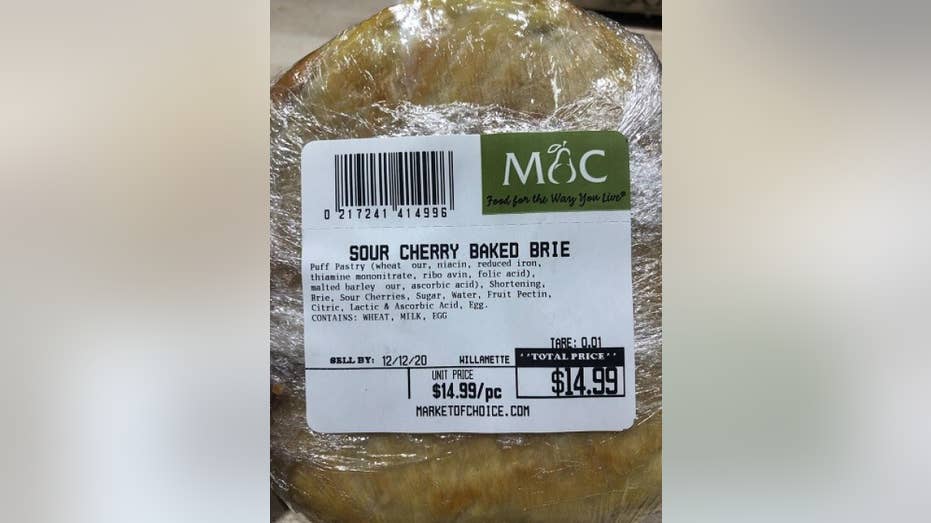 MOC
Food for the Way You Live®
0 217241 414996
SOUR CHERRY BAKED BRIE
Puff Pastry (wheat  our, niacin, reduced iron,
thiamine mononitrate, ribo avin, folic acid),
malted barley  our, ascorbic acid), Shortening,
Brie, Sour Cherries, Sugar, Water, Fruit Pectin,
Citric, Lactic & Ascorbic Acid, Egg.
CONTAINS: WHEAT, MILK, EGG
TARE: 0.01
SELL BY: 12/12/20 WILLAMETTE **TOTAL PRICE**
UNIT PRICE
$14.99/pc $14.99
MARKETOFCHOICE.COM